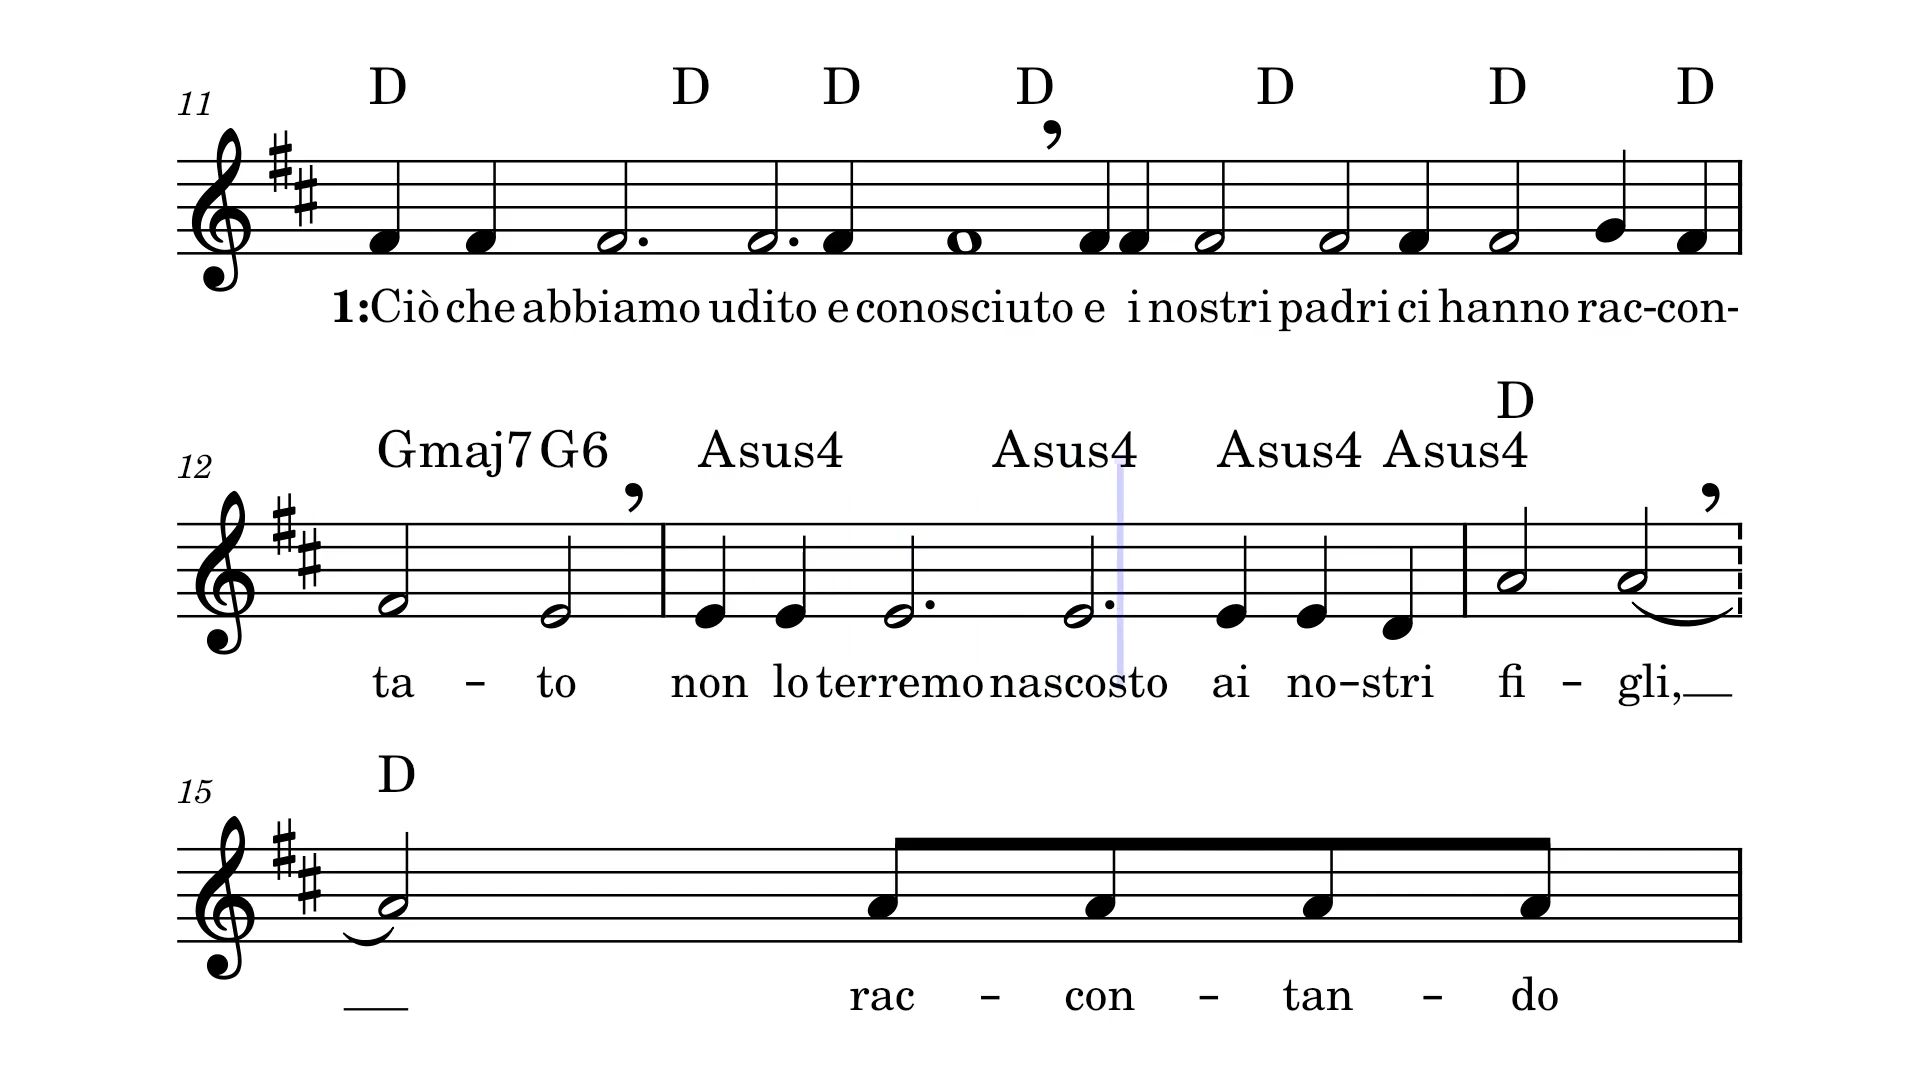 D D D D D D D
11
1:Ciò che abbiamo udito e conosciuto e i nostri padri ci hanno rac-con-
D
Gmaj7 G6 Asus4 Asus4 Asus4 Asus4
12
ta - to non lo terremo nascosto ai no-stri fi - gli,
D
15
rac - con - tan - do